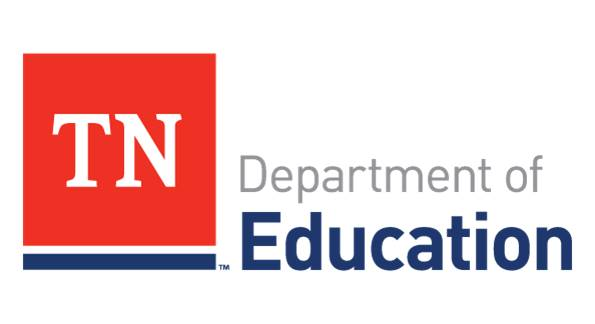 TN
™
Department of
Education